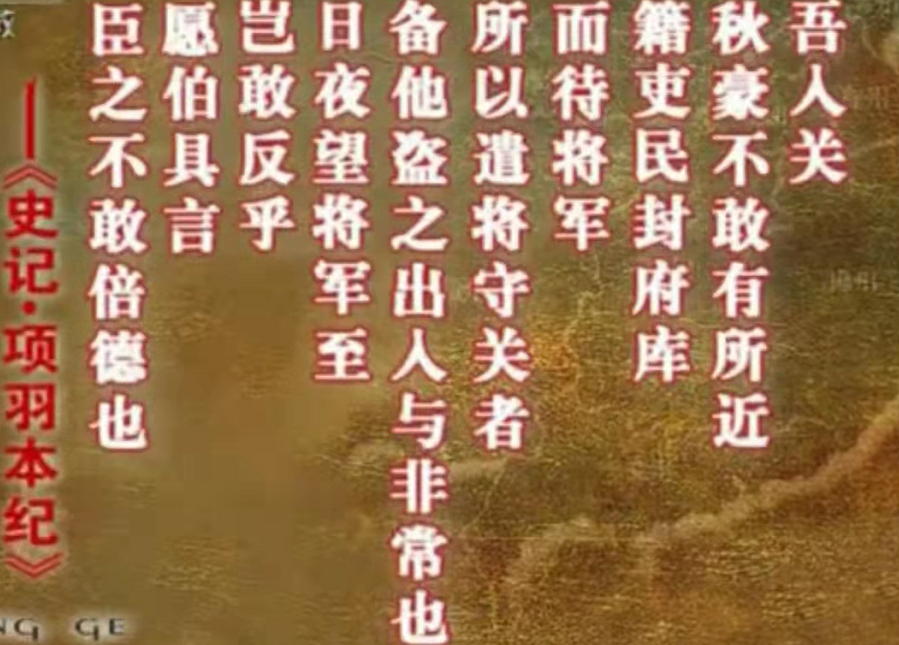 吾人关
秋豪不敢有所近
籍吏民封府库
而待将军
所以遣将守关者
备他盗之出人与非常也
日夜望将军至
岂敢反乎
愿伯具言
臣之不敢倍德也
——《史记·项羽本纪》
NG GE